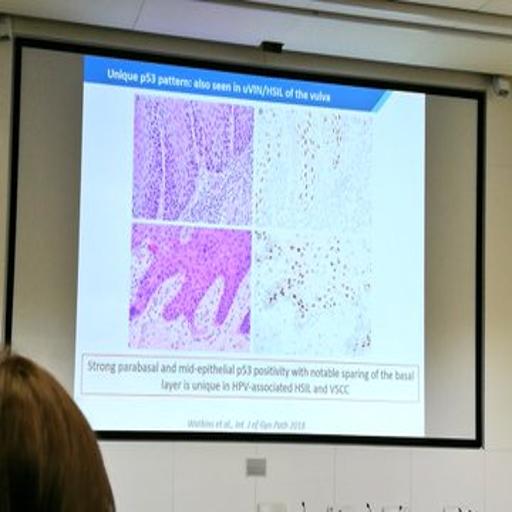 Unique p53 pattern: also seen in uVIN/HSIL of the vulva
Strong parabasal and mid-epithelial p53 positivity with notable sparing of the basal
layer is unique in HPV-associated HSIL and VSCC
Watkins et al., Int. J of Gyn Path 2018